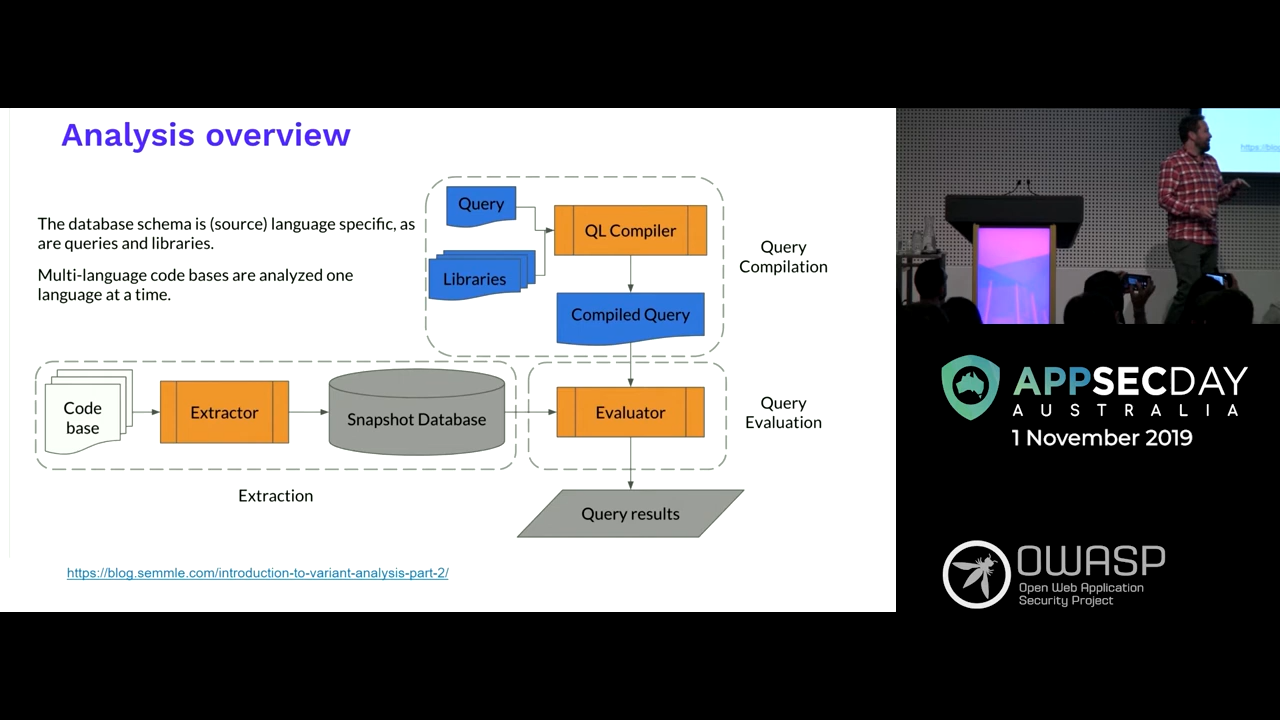 Analysis overview
The database schema is (source) language specific, as
are queries and libraries.
Multi-language code bases are analyzed one
language at a time.
Query
Libraries
QL Compiler
Compiled Query
Query
Compilation
Code
base
Extractor
Snapshot Database
Evaluator
Query
Evaluation
Extraction
Query results
https://blog.semmle.com/introduction-to-variant-analysis-part-2/
https://blog
APPSECDAY
AUSTRALIA
1 November 2019
OWASP
Open Web Application
Security Project